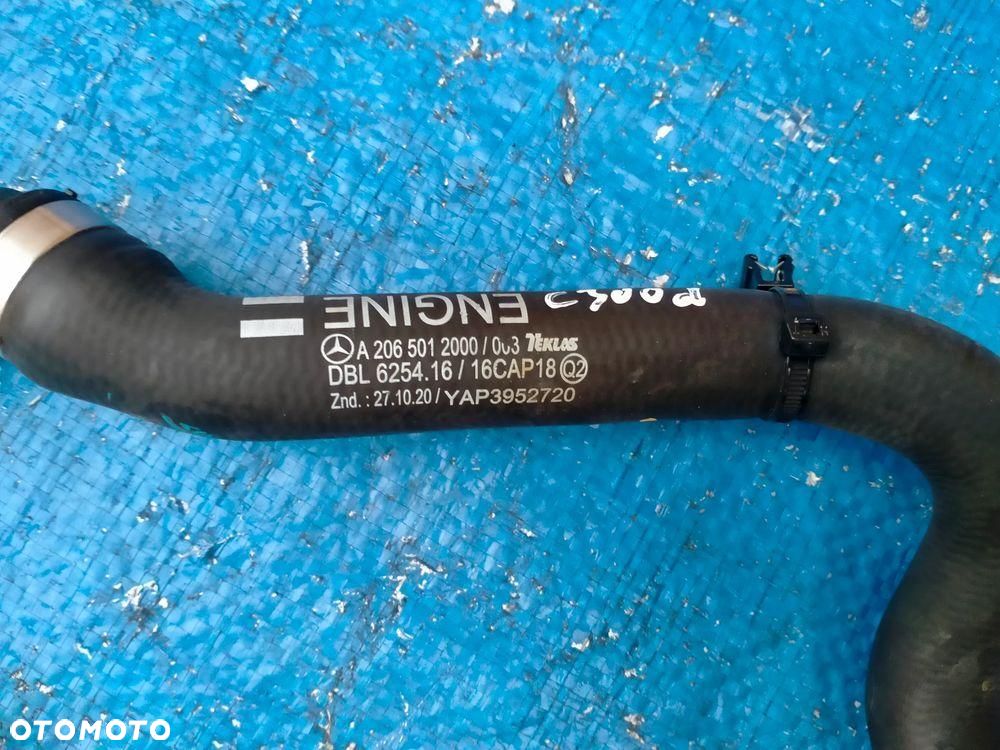 ENGINE
A 206 501 2000 / 003 TEKLAS
DBL 6254.16 / 16CAP18 Q2
Znd. : 27.10.20 / YAP3952720
OTOMOTO